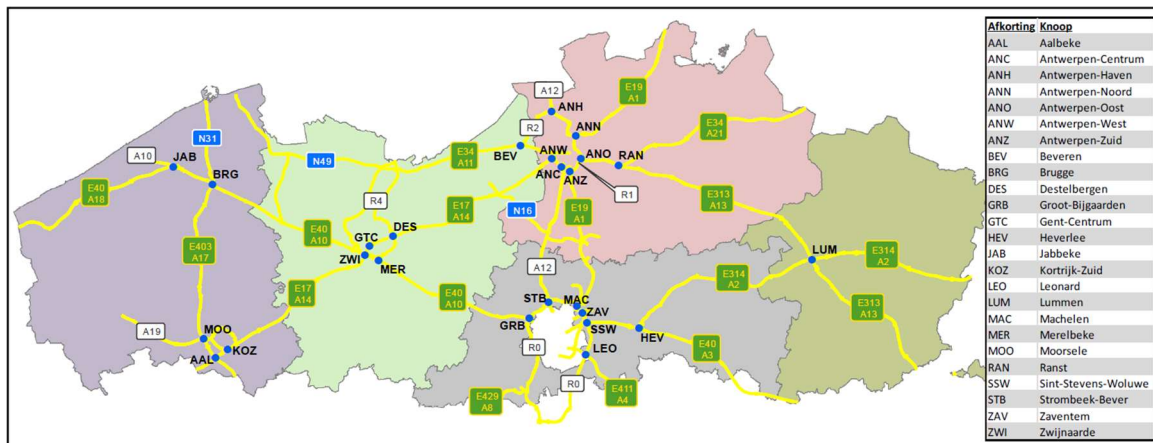 A12
E19
A1
ANH
N31
R2
ANN
E34
A21
A10
JAB
N49
E34
A11
BEV
ANW
ANO
RAN
ANC
ANZ
BRG
E40
A18
R4
E17
A14
N16
E19
A1
R1
E313
A13
E40
A10
GTC
DES
E403
A17
ZWI
MER
LUM
E314
A2
A12
E314
A2
E17
A14
E40
A10
STB
MAC
ZAV
E313
A13
GRB
SSW
A19
MOO
HEV
E40
A3
R0
KOZ
AAL
LEO
R0
E429
A8
E411
A4
Afkorting Knoop
AAL Aalbeke
ANC Antwerpen-Centrum
ANH Antwerpen-Haven
ANN Antwerpen-Noord
ANO Antwerpen-Oost
ANW Antwerpen-West
ANZ Antwerpen-Zuid
BEV Beveren
BRG Brugge
DES Destelbergen
GRB Groot-Bijgaarden
GTC Gent-Centrum
HEV Heverlee
JAB Jabbeke
KOZ Kortrijk-Zuid
LEO Leonard
LUM Lummen
MAC Machelen
MER Merelbeke
MOO Moorsele
RAN Ranst
SSW Sint-Stevens-Woluwe
STB Strombeek-Bever
ZAV Zaventem
ZWI Zwijnaarde